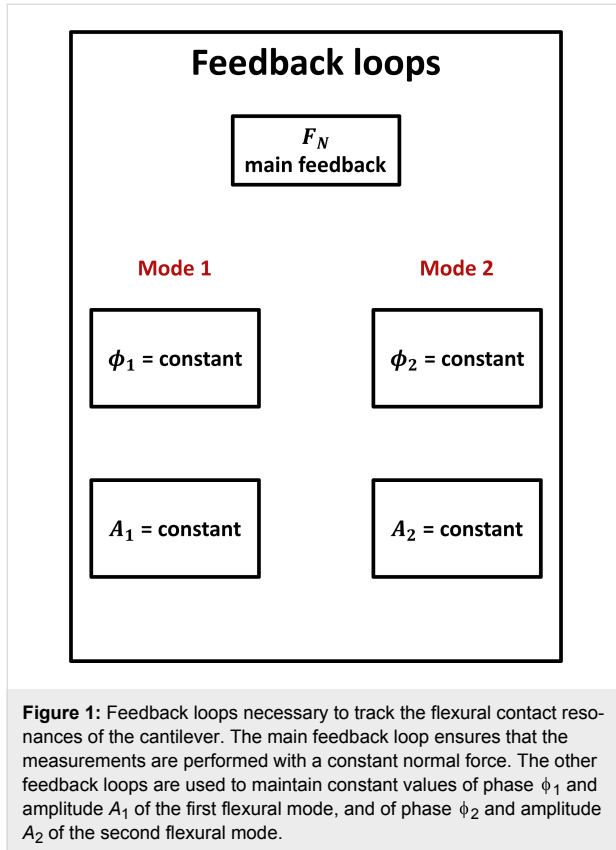 Feedback loops
F_N
main feedback
Mode 1 Mode 2
ϕ₁ = constant ϕ₂ = constant
A₁ = constant A₂ = constant
Figure 1: Feedback loops necessary to track the flexural contact reso-
nances of the cantilever. The main feedback loop ensures that the
measurements are performed with a constant normal force. The other
feedback loops are used to maintain constant values of phase ϕ₁ and
amplitude A₁ of the first flexural mode, and of phase ϕ₂ and amplitude
A₂ of the second flexural mode.